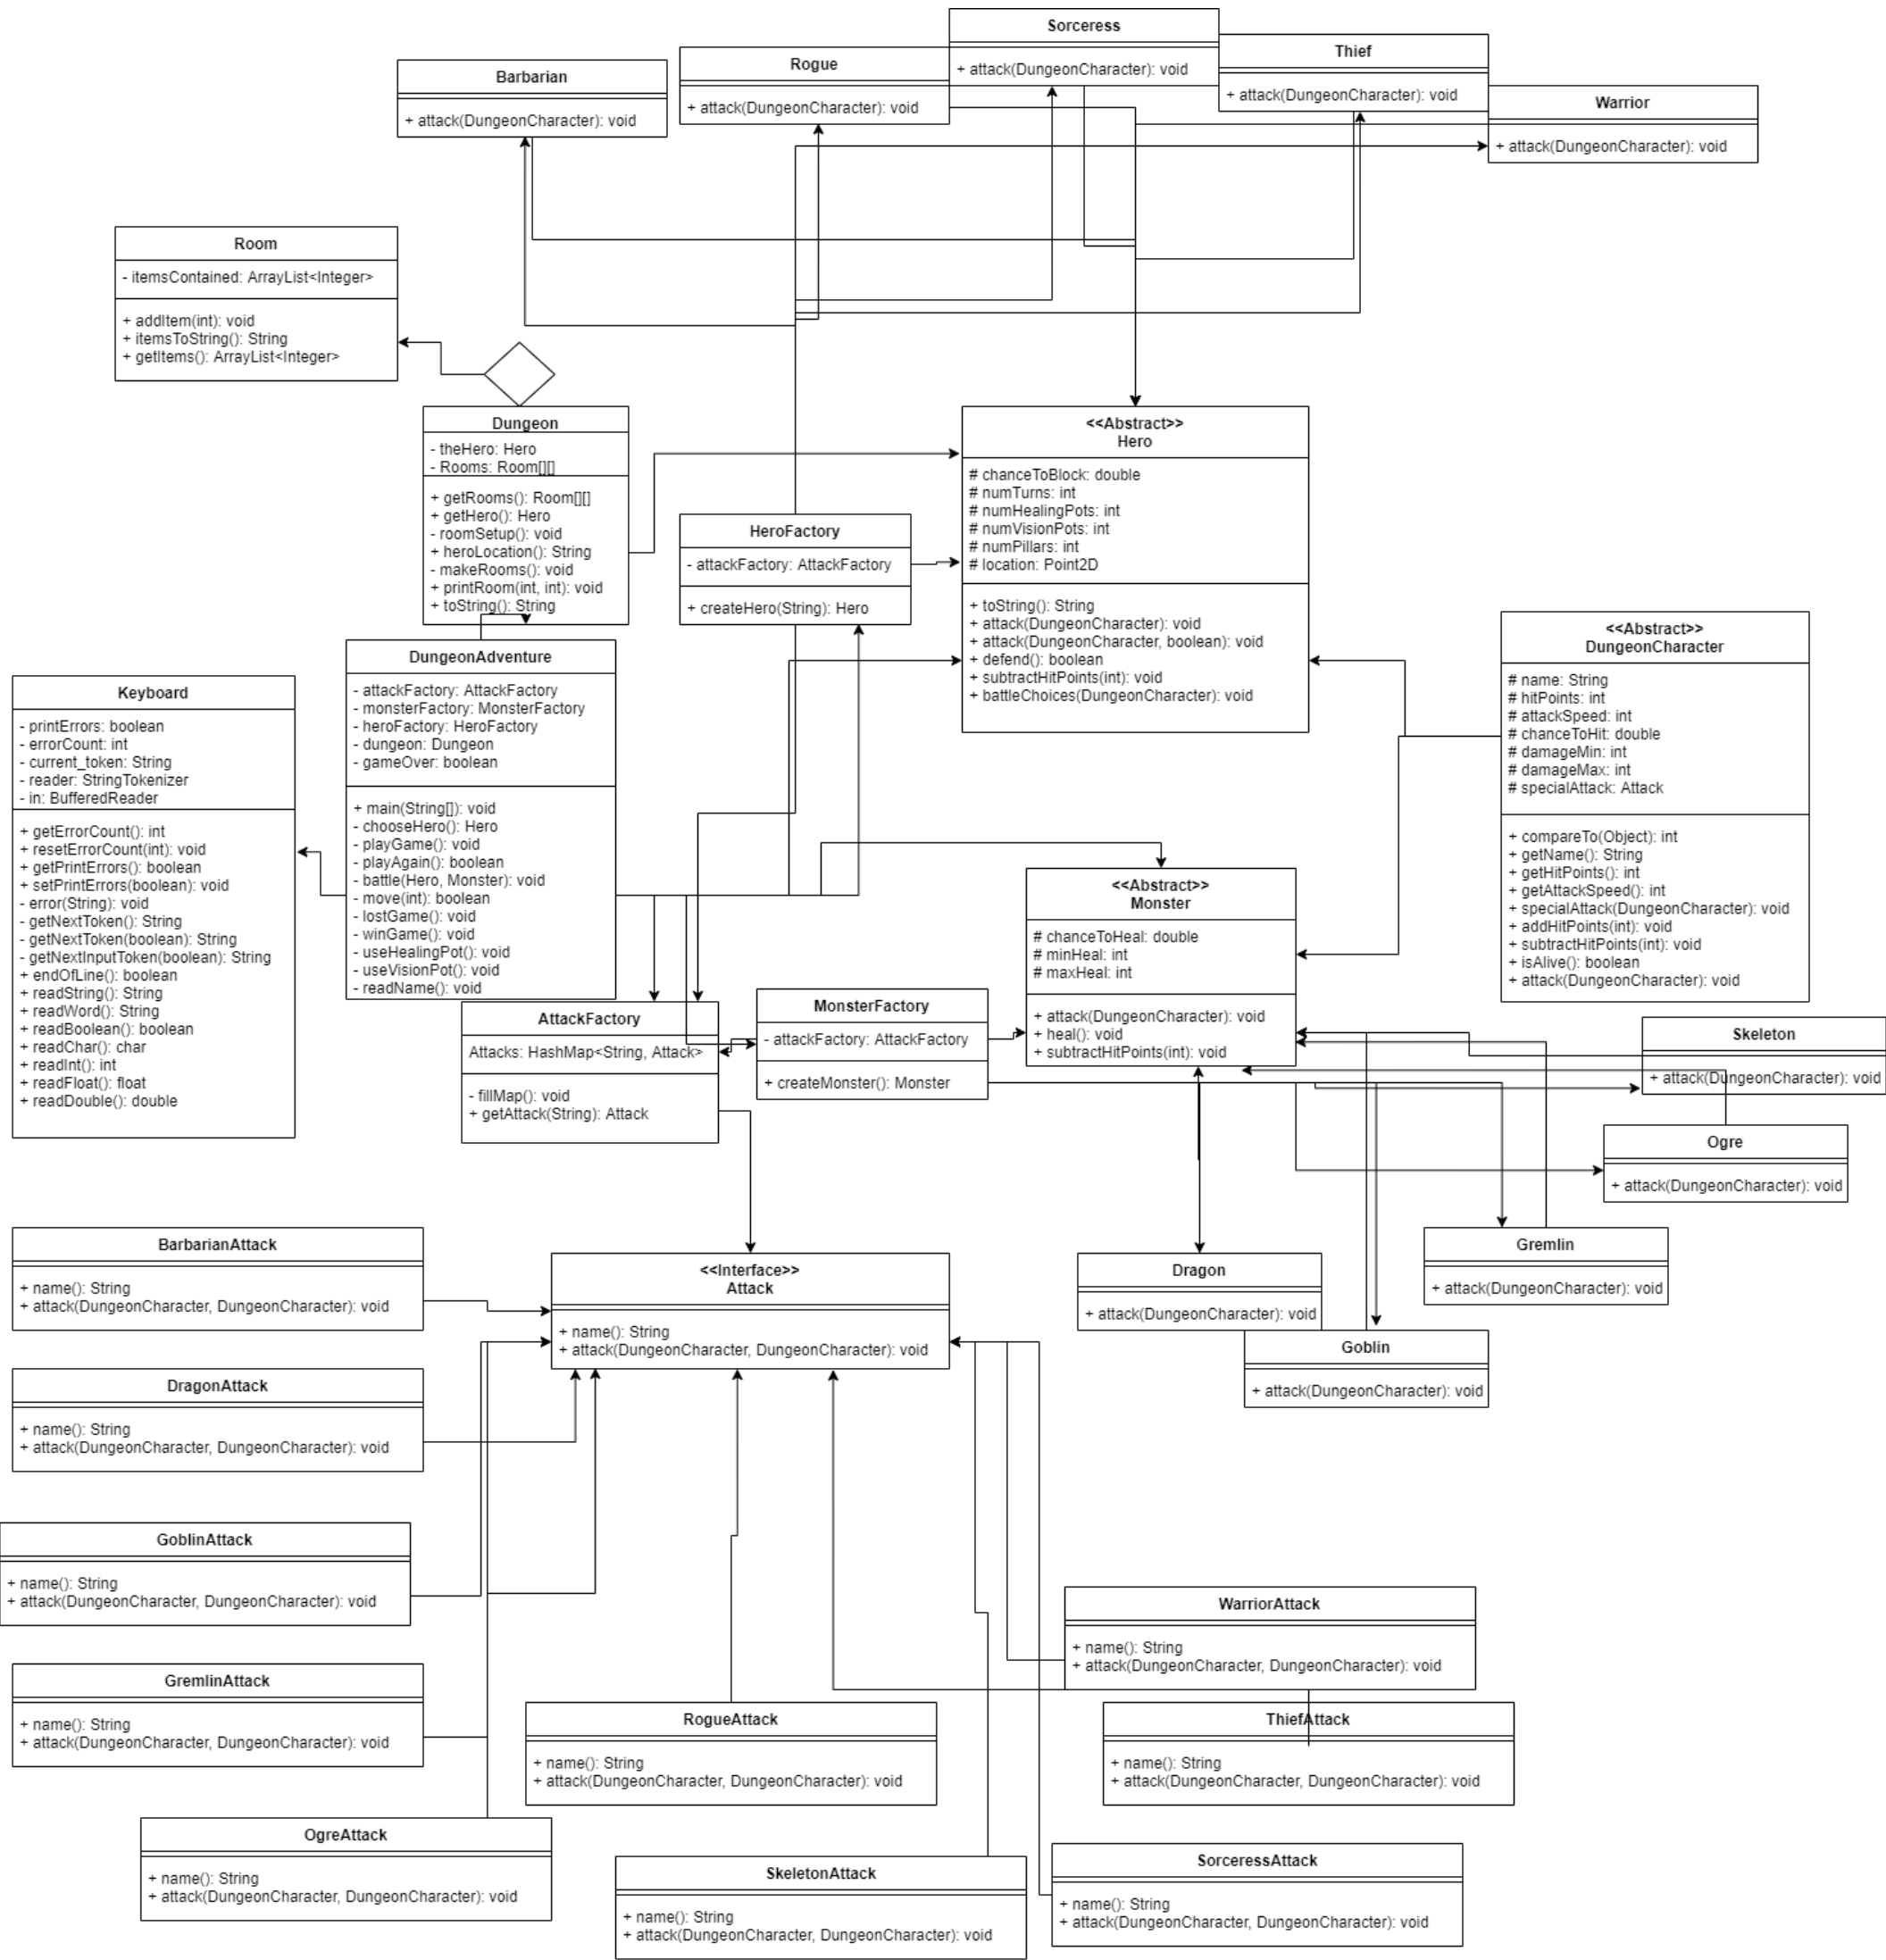 Sorceress
+ attack(DungeonCharacter): void
Thief
+ attack(DungeonCharacter): void
Rogue
+ attack(DungeonCharacter): void
Barbarian
+ attack(DungeonCharacter): void
Warrior
+ attack(DungeonCharacter): void
Room
- itemsContained: ArrayList<Integer>
+ addItem(int): void
+ itemsToString(): String
+ getItems(): ArrayList<Integer>
Dungeon
- theHero: Hero
- Rooms: Room[][]
+ getRooms(): Room[][]
+ getHero(): Hero
- roomSetup(): void
+ heroLocation(): String
- makeRooms(): void
+ printRoom(int, int): void
+ toString(): String
<<Abstract>>
Hero
# chanceToBlock: double
# numTurns: int
# numHealingPots: int
# numVisionPots: int
# numPillars: int
# location: Point2D
+ toString(): String
+ attack(DungeonCharacter): void
+ attack(DungeonCharacter, boolean): void
+ defend(): boolean
+ subtractHitPoints(int): void
+ battleChoices(DungeonCharacter): void
HeroFactory
- attackFactory: AttackFactory
+ createHero(String): Hero
<<Abstract>>
DungeonCharacter
# name: String
# hitPoints: int
# attackSpeed: int
# chanceToHit: double
# damageMin: int
# damageMax: int
# specialAttack: Attack
+ compareTo(Object): int
+ getName(): String
+ getHitPoints(): int
+ getAttackSpeed(): int
+ specialAttack(DungeonCharacter): void
+ addHitPoints(int): void
+ subtractHitPoints(int): void
+ isAlive(): boolean
+ attack(DungeonCharacter): void
DungeonAdventure
- attackFactory: AttackFactory
- monsterFactory: MonsterFactory
- heroFactory: HeroFactory
- dungeon: Dungeon
- gameOver: boolean
+ main(String[]): void
- chooseHero(): Hero
- playGame(): void
- playAgain(): boolean
- battle(Hero, Monster): void
- move(int): boolean
- lostGame(): void
- winGame(): void
- useHealingPot(): void
- useVisionPot(): void
- readName(): void
Keyboard
- printErrors: boolean
- errorCount: int
- current_token: String
- reader: StringTokenizer
- in: BufferedReader
+ getErrorCount(): int
+ resetErrorCount(int): void
+ getPrintErrors(): boolean
+ setPrintErrors(boolean): void
- error(String): void
- getNextToken(): String
- getNextToken(boolean): String
- getNextInputToken(boolean): String
+ endOfLine(): boolean
+ readString(): String
+ readWord(): String
+ readBoolean(): boolean
+ readChar(): char
+ readInt(): int
+ readFloat(): float
+ readDouble(): double
<<Abstract>>
Monster
# chanceToHeal: double
# minHeal: int
# maxHeal: int
+ attack(DungeonCharacter): void
+ heal(): void
+ subtractHitPoints(int): void
MonsterFactory
- attackFactory: AttackFactory
+ createMonster(): Monster
AttackFactory
Attacks: HashMap<String, Attack>
- fillMap(): void
+ getAttack(String): Attack
Skeleton
+ attack(DungeonCharacter): void
Ogre
+ attack(DungeonCharacter): void
Gremlin
+ attack(DungeonCharacter): void
Dragon
+ attack(DungeonCharacter): void
Goblin
+ attack(DungeonCharacter): void
<<Interface>>
Attack
+ name(): String
+ attack(DungeonCharacter, DungeonCharacter): void
BarbarianAttack
+ name(): String
+ attack(DungeonCharacter, DungeonCharacter): void
DragonAttack
+ name(): String
+ attack(DungeonCharacter, DungeonCharacter): void
GoblinAttack
+ name(): String
+ attack(DungeonCharacter, DungeonCharacter): void
GremlinAttack
+ name(): String
+ attack(DungeonCharacter, DungeonCharacter): void
WarriorAttack
+ name(): String
+ attack(DungeonCharacter, DungeonCharacter): void
RogueAttack
+ name(): String
+ attack(DungeonCharacter, DungeonCharacter): void
ThiefAttack
+ name(): String
+ attack(DungeonCharacter, DungeonCharacter): void
OgreAttack
+ name(): String
+ attack(DungeonCharacter, DungeonCharacter): void
SkeletonAttack
+ name(): String
+ attack(DungeonCharacter, DungeonCharacter): void
SorceressAttack
+ name(): String
+ attack(DungeonCharacter, DungeonCharacter): void